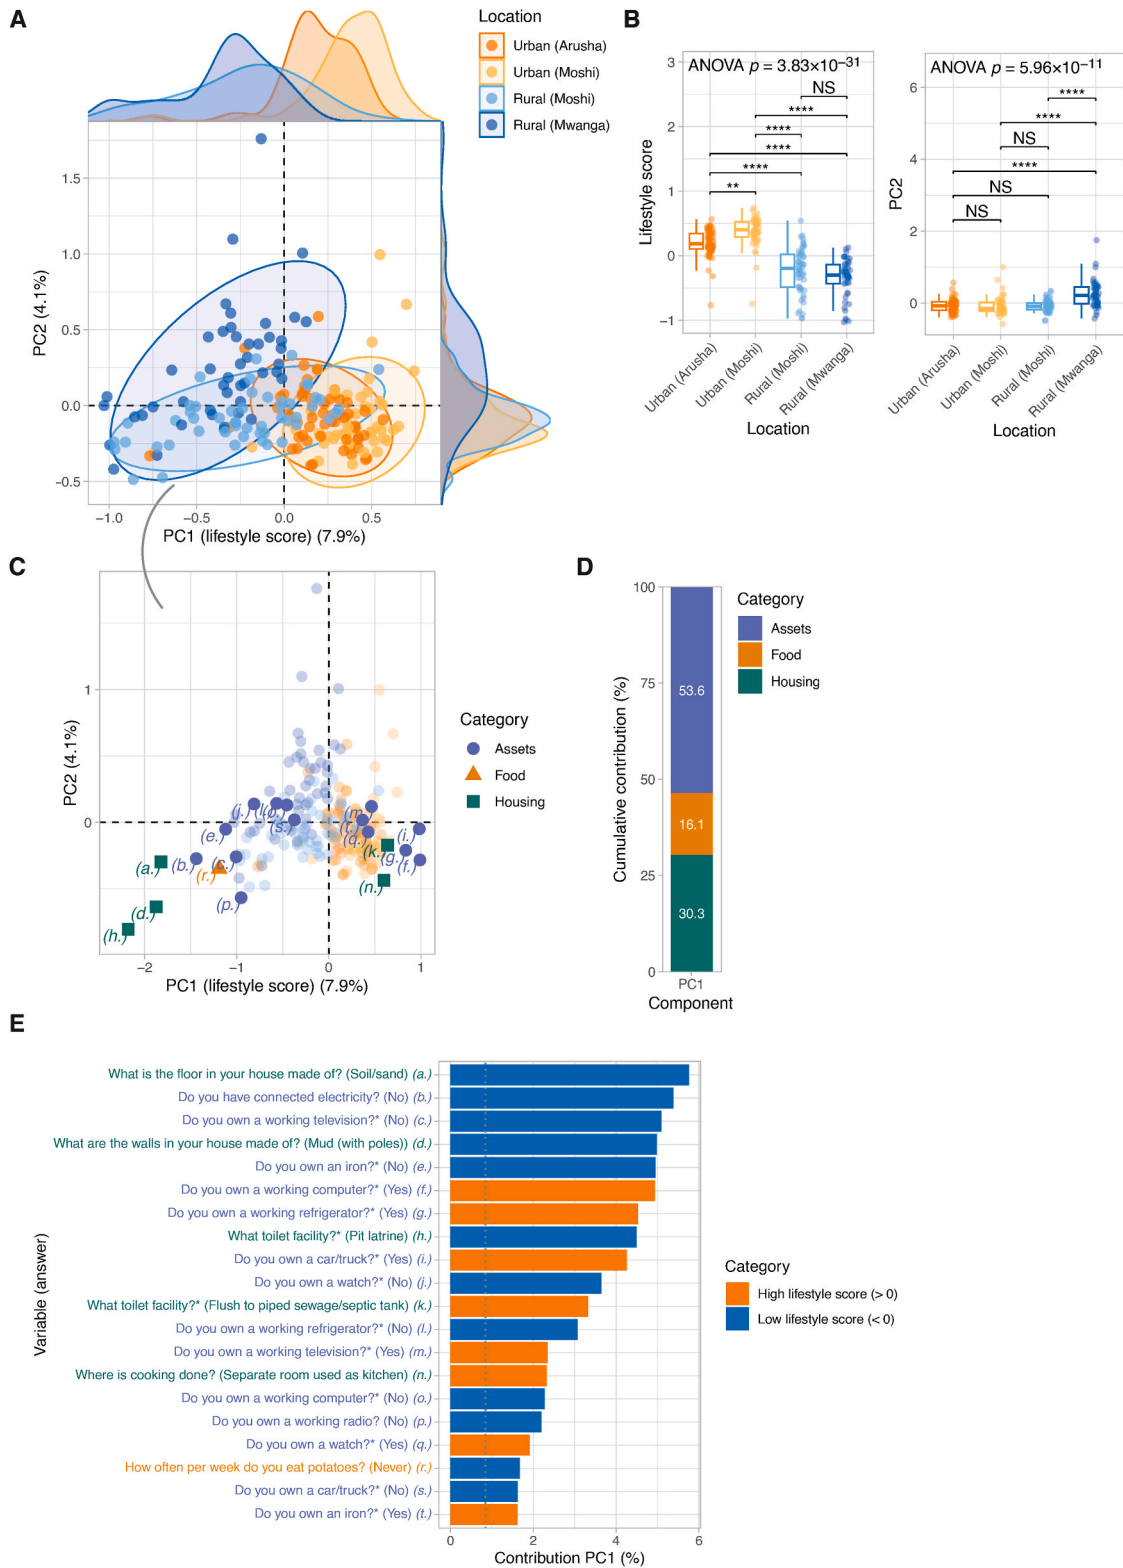 A
Location
Urban (Arusha)
Urban (Moshi)
Rural (Moshi)
Rural (Mwanga)
1.5
1.0
0.5
0.0
−0.5
PC2 (4.1%)
−1.0
−0.5
0.0
0.5
PC1 (lifestyle score) (7.9%)
B
ANOVA p = 3.83×10−31
NS
****
****
****
****
**
3
2
1
0
−1
Lifestyle score
Urban (Arusha)
Urban (Moshi)
Rural (Moshi)
Rural (Mwanga)
Location
ANOVA p = 5.96×10−11
****
****
NS
****
NS
NS
6
4
2
0
PC2
Urban (Arusha)
Urban (Moshi)
Rural (Moshi)
Rural (Mwanga)
Location
C
1
0
PC2 (4.1%)
(j.)
(s.)
(e.)
(b.)
(r.)
(a.)
(d.)
(h.)
(p.)
(q.)
(k.)
(g.)
(i.)
(f.)
(n.)
−2
−1
0
1
PC1 (lifestyle score) (7.9%)
Category
Assets
Food
Housing
D
100
75
50
25
0
Cumulative contribution (%)
53.6
16.1
30.3
PC1
Component
Category
Assets
Food
Housing
E
Variable (answer)
What is the floor in your house made of? (Soil/sand) (a.)
Do you have connected electricity? (No) (b.)
Do you own a working television?* (No) (c.)
What are the walls in your house made of? (Mud (with poles)) (d.)
Do you own an iron?* (No) (e.)
Do you own a working computer?* (Yes) (f.)
Do you own a working refrigerator?* (Yes) (g.)
What toilet facility?* (Pit latrine) (h.)
Do you own a car/truck?* (Yes) (i.)
Do you own a watch?* (No) (j.)
What toilet facility?* (Flush to piped sewage/septic tank) (k.)
Do you own a working refrigerator?* (No) (l.)
Do you own a working television?* (Yes) (m.)
Where is cooking done? (Separate room used as kitchen) (n.)
Do you own a working computer?* (No) (o.)
Do you own a working radio? (No) (p.)
Do you own a watch?* (Yes) (q.)
How often per week do you eat potatoes? (Never) (r.)
Do you own a car/truck?* (No) (s.)
Do you own an iron?* (Yes) (t.)
0
2
4
6
Contribution PC1 (%)
Category
High lifestyle score (> 0)
Low lifestyle score (< 0)